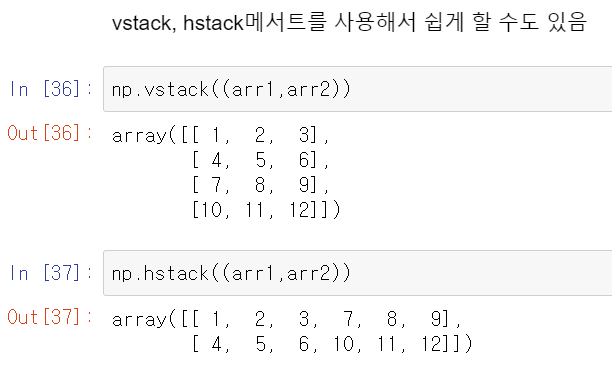 vstack, hstack메서트를 사용해서 쉽게 할 수도 있음
In [36]: np.vstack((arr1,arr2))
Out[36]: array([[ 1,  2,  3],
       [ 4,  5,  6],
       [ 7,  8,  9],
       [10, 11, 12]])
In [37]: np.hstack((arr1,arr2))
Out[37]: array([[ 1,  2,  3,  7,  8,  9],
       [ 4,  5,  6, 10, 11, 12]])